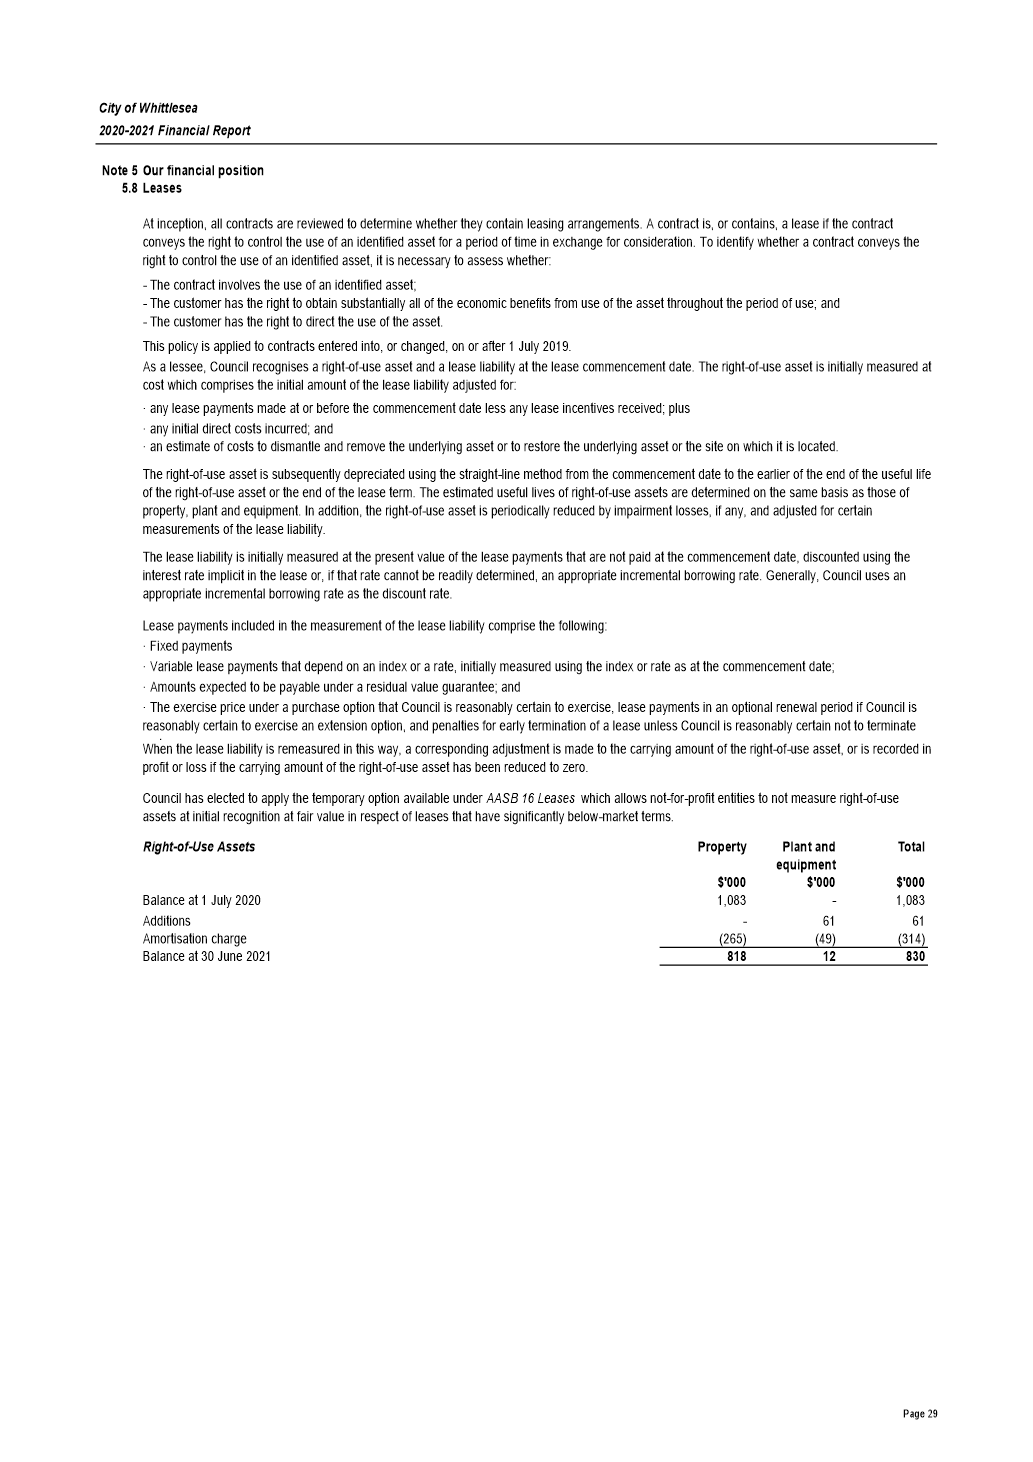 City of Whittlesea
2020-2021 Financial Report
Note 5 Our financial position
5.8 Leases
At inception, all contracts are reviewed to determine whether they contain leasing arrangements. A contract is, or contains, a lease if the contract
conveys the right to control the use of an identified asset for a period of time in exchange for consideration. To identify whether a contract conveys the
right to control the use of an identified asset, it is necessary to assess whether:
- The contract involves the use of an identified asset;
- The customer has the right to obtain substantially all of the economic benefits from use of the asset throughout the period of use; and
- The customer has the right to direct the use of the asset.
This policy is applied to contracts entered into, or changed, on or after 1 July 2019.
As a lessee, Council recognises a right-of-use asset and a lease liability at the lease commencement date. The right-of-use asset is initially measured at
cost which comprises the initial amount of the lease liability adjusted for:
· any lease payments made at or before the commencement date less any lease incentives received; plus
· any initial direct costs incurred; and
· an estimate of costs to dismantle and remove the underlying asset or to restore the underlying asset or the site on which it is located.
The right-of-use asset is subsequently depreciated using the straight-line method from the commencement date to the earlier of the end of the useful life
of the right-of-use asset or the end of the lease term. The estimated useful lives of right-of-use assets are determined on the same basis as those of
property, plant and equipment. In addition, the right-of-use asset is periodically reduced by impairment losses, if any, and adjusted for certain
measurements of the lease liability.
The lease liability is initially measured at the present value of the lease payments that are not paid at the commencement date, discounted using the
interest rate implicit in the lease or, if that rate cannot be readily determined, an appropriate incremental borrowing rate. Generally, Council uses an
appropriate incremental borrowing rate as the discount rate.
Lease payments included in the measurement of the lease liability comprise the following:
· Fixed payments
· Variable lease payments that depend on an index or a rate, initially measured using the index or rate as at the commencement date;
· Amounts expected to be payable under a residual value guarantee; and
· The exercise price under a purchase option that Council is reasonably certain to exercise, lease payments in an optional renewal period if Council is
reasonably certain to exercise an extension option, and penalties for early termination of a lease unless Council is reasonably certain not to terminate
When the lease liability is remeasured in this way, a corresponding adjustment is made to the carrying amount of the right-of-use asset, or is recorded in
profit or loss if the carrying amount of the right-of-use asset has been reduced to zero.
Council has elected to apply the temporary option available under AASB 16 Leases which allows not-for-profit entities to not measure right-of-use
assets at initial recognition at fair value in respect of leases that have significantly below-market terms.
Right-of-Use Assets Property Plant and Total
equipment
$'000 $'000 $'000
Balance at 1 July 2020 1,083 - 1,083
Additions - 61 61
Amortisation charge (265) (49) (314)
Balance at 30 June 2021 818 12 830
Page 29